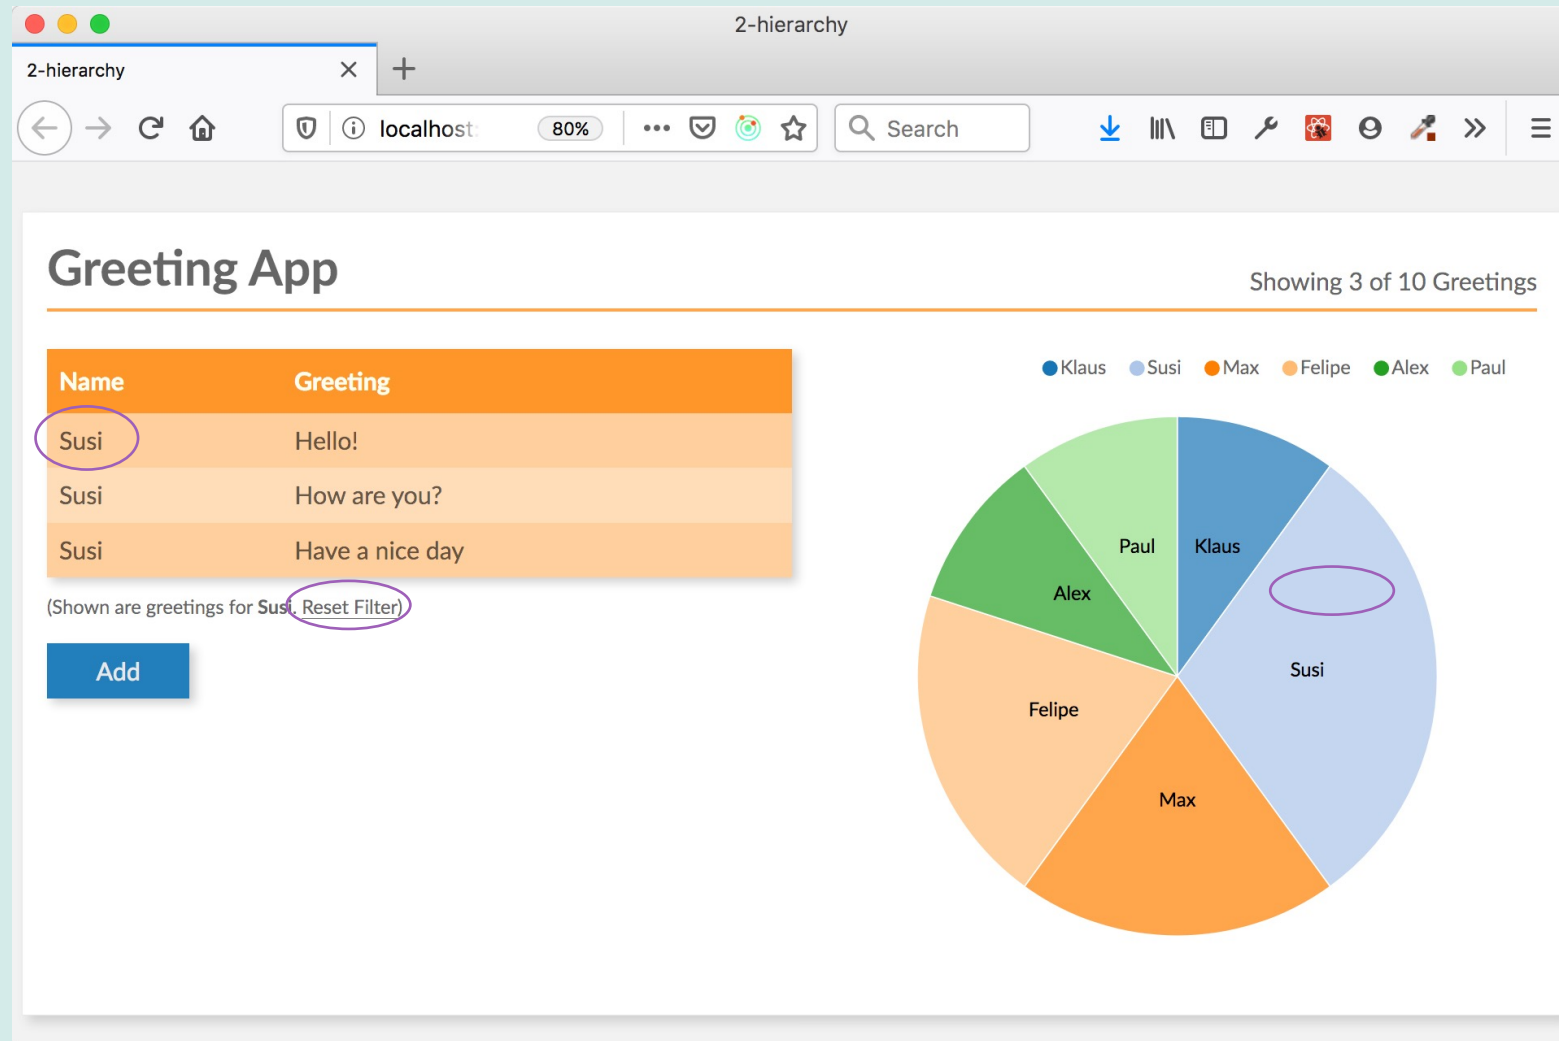 2-hierarchy
2-hierarchy
localhost: 80% Search
Greeting App
Showing 3 of 10 Greetings
Name Greeting
Susi Hello!
Susi How are you?
Susi Have a nice day
(Shown are greetings for Susi. Reset Filter)
Add
Klaus Susi Max Felipe Alex Paul
Paul Klaus
Alex
Susi
Felipe
Max